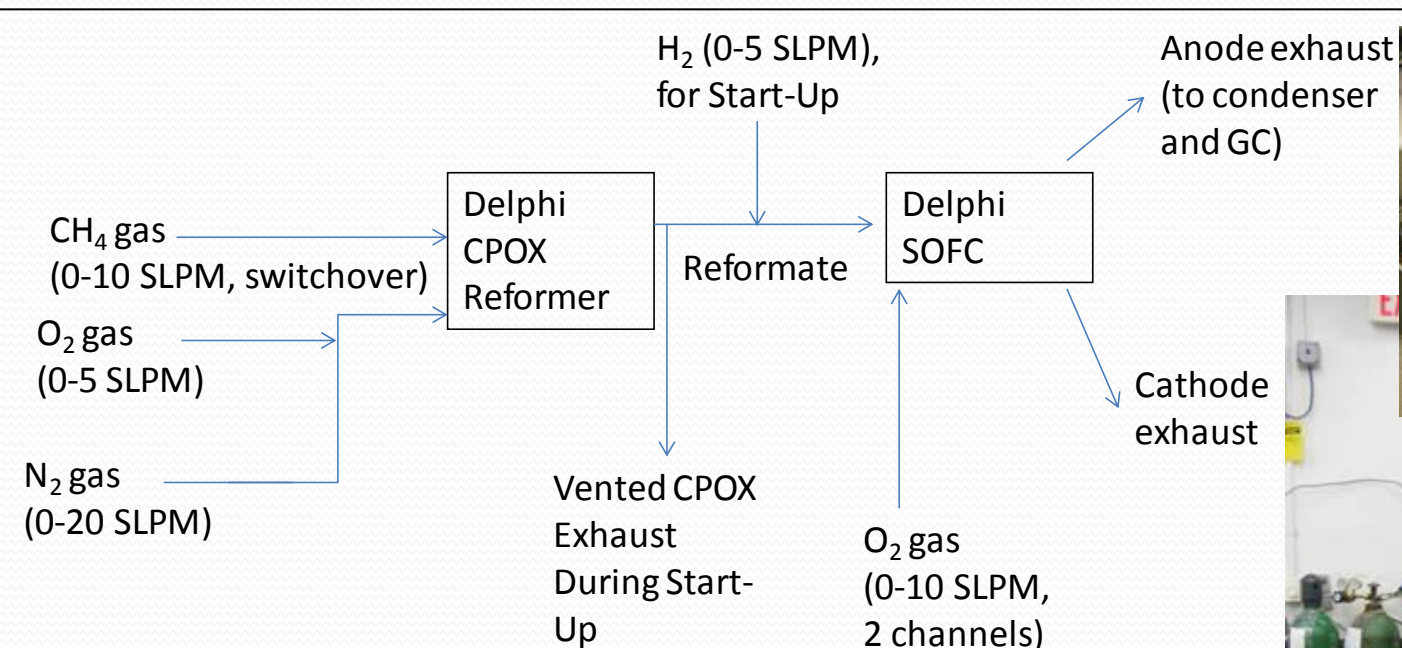 H₂ (0-5 SLPM),
for Start-Up
Anode exhaust
(to condenser
and GC)
CH₄ gas
(0-10 SLPM, switchover)
O₂ gas
(0-5 SLPM)
N₂ gas
(0-20 SLPM)
Delphi
CPOX
Reformer
Reformate
Delphi
SOFC
Cathode
exhaust
Vented CPOX
Exhaust
During Start-
Up
O₂ gas
(0-10 SLPM,
2 channels)